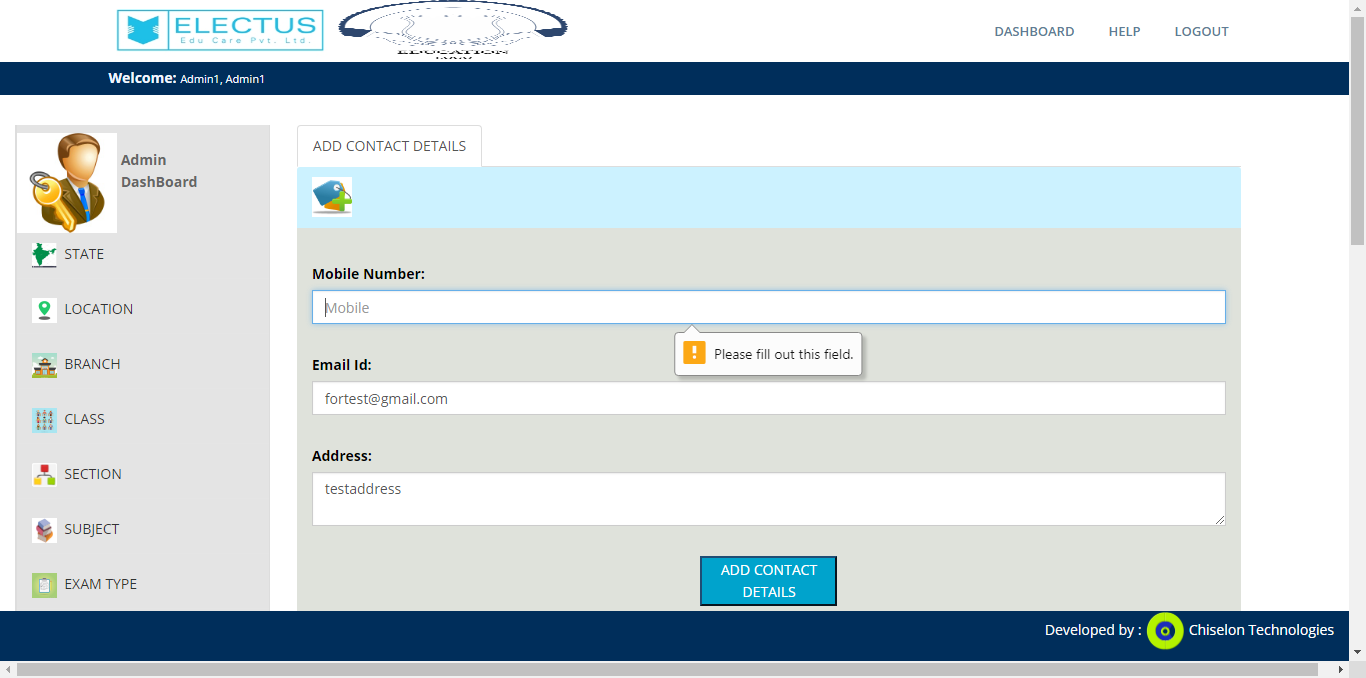 ELECTUS
Edu Care Pvt. Ltd.
EDUCATION
DASHBOARD
HELP
LOGOUT
Welcome: Admin1, Admin1
Admin
DashBoard
STATE
LOCATION
BRANCH
CLASS
SECTION
SUBJECT
EXAM TYPE
ADD CONTACT DETAILS
Mobile Number:
Mobile
Please fill out this field.
Email Id:
fortest@gmail.com
Address:
testaddress
ADD CONTACT
DETAILS
Developed by : Chiselon Technologies